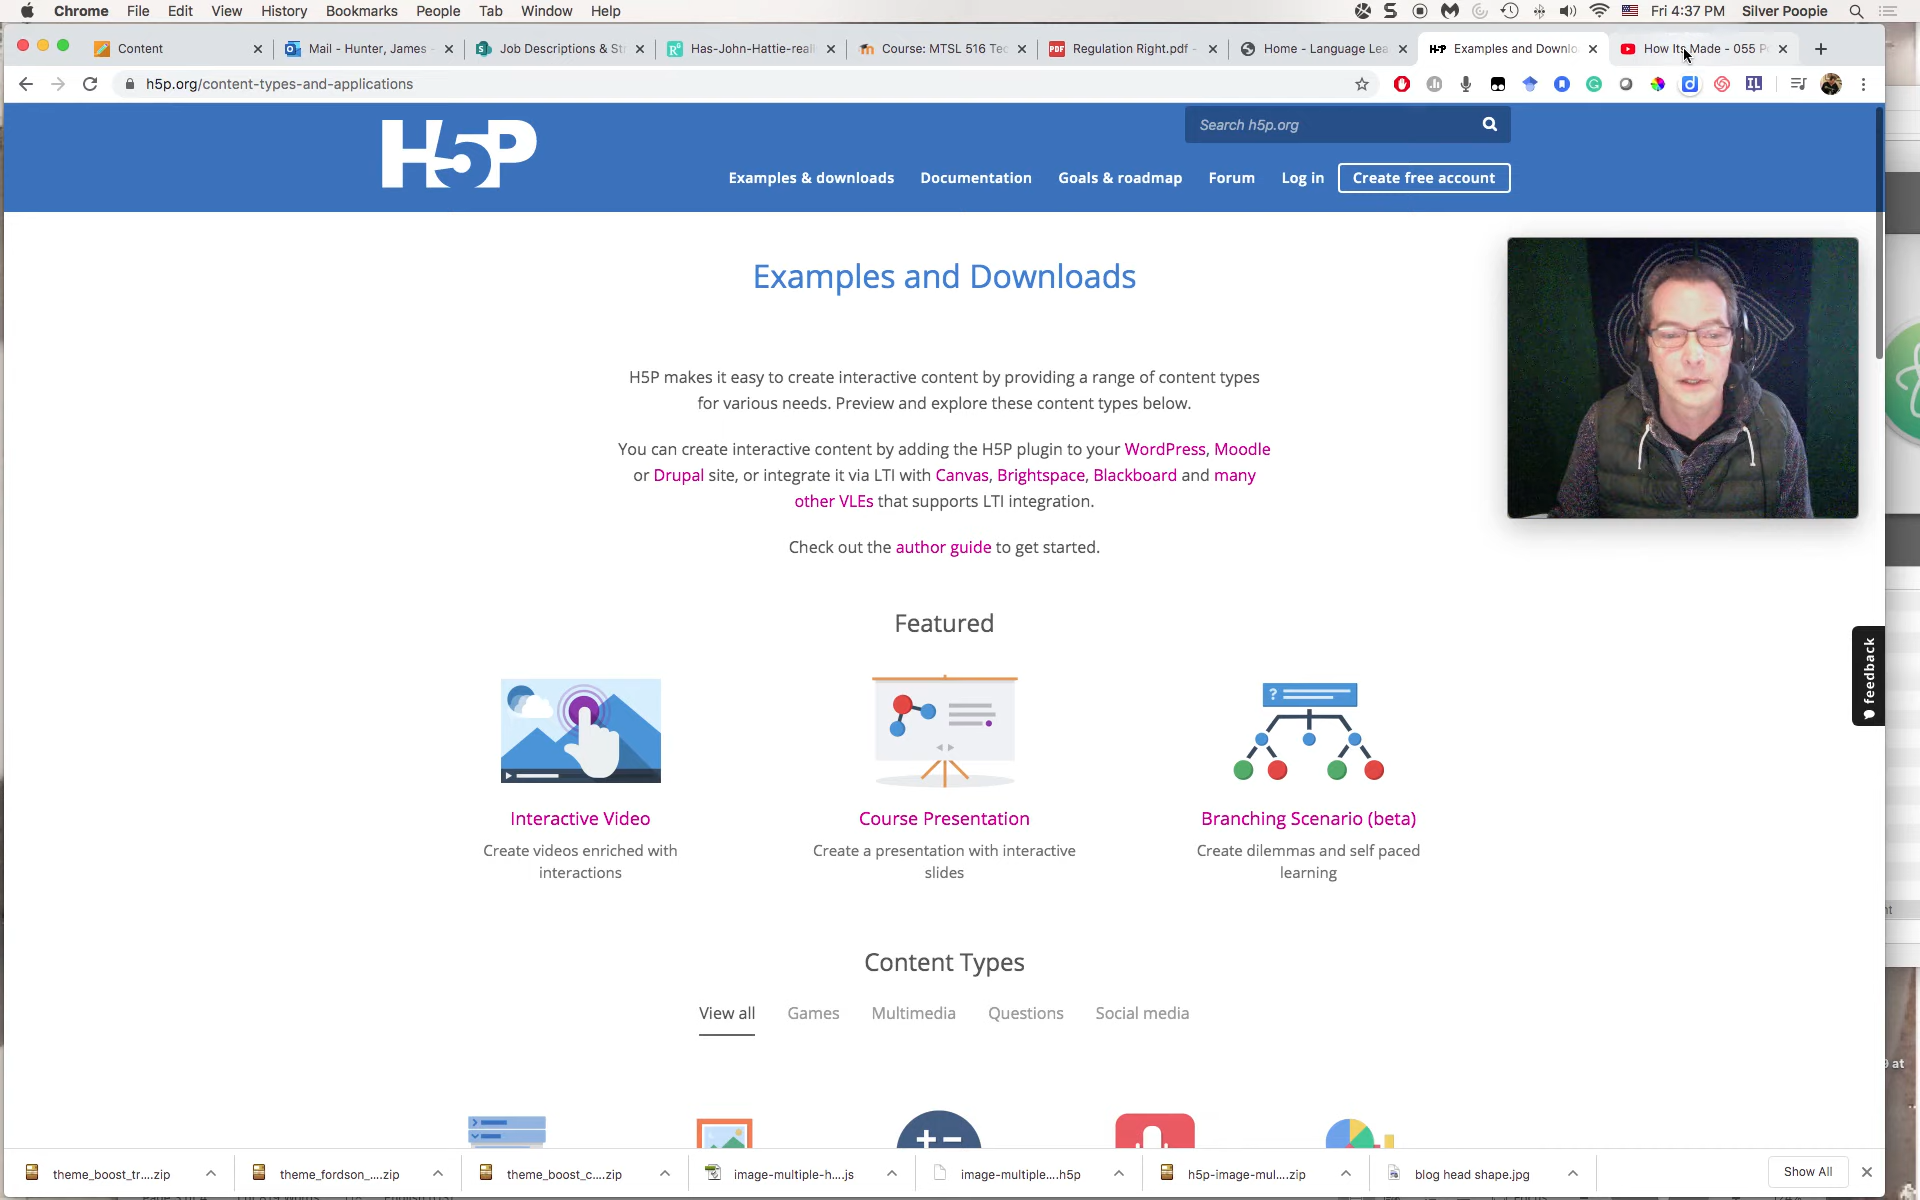 Chrome File Edit View History Bookmarks People Tab Window Help Fri 4:37 PM Silver Poopie
Content Mail - Hunter, James - Job Descriptions & St Has-John-Hattie-reall Course: MTSL 516 Tec Regulation Right.pdf - Home - Language Lea H-P Examples and Downlo How Its Made - 055 P
h5p.org/content-types-and-applications
H5P
Search h5p.org
Examples & downloads Documentation Goals & roadmap Forum Log in Create free account
Examples and Downloads
H5P makes it easy to create interactive content by providing a range of content types
for various needs. Preview and explore these content types below.
You can create interactive content by adding the H5P plugin to your WordPress, Moodle
or Drupal site, or integrate it via LTI with Canvas, Brightspace, Blackboard and many
other VLEs that supports LTI integration.
Check out the author guide to get started.
Featured
feedback
Interactive Video Course Presentation Branching Scenario (beta)
Create videos enriched with Create a presentation with interactive Create dilemmas and self paced
interactions slides learning
Content Types
View all Games Multimedia Questions Social media
theme_boost_tr....zip theme_fordson_....zip theme_boost_c....zip image-multiple-h....js image-multiple....h5p h5p-image-mul....zip blog head shape.jpg Show All